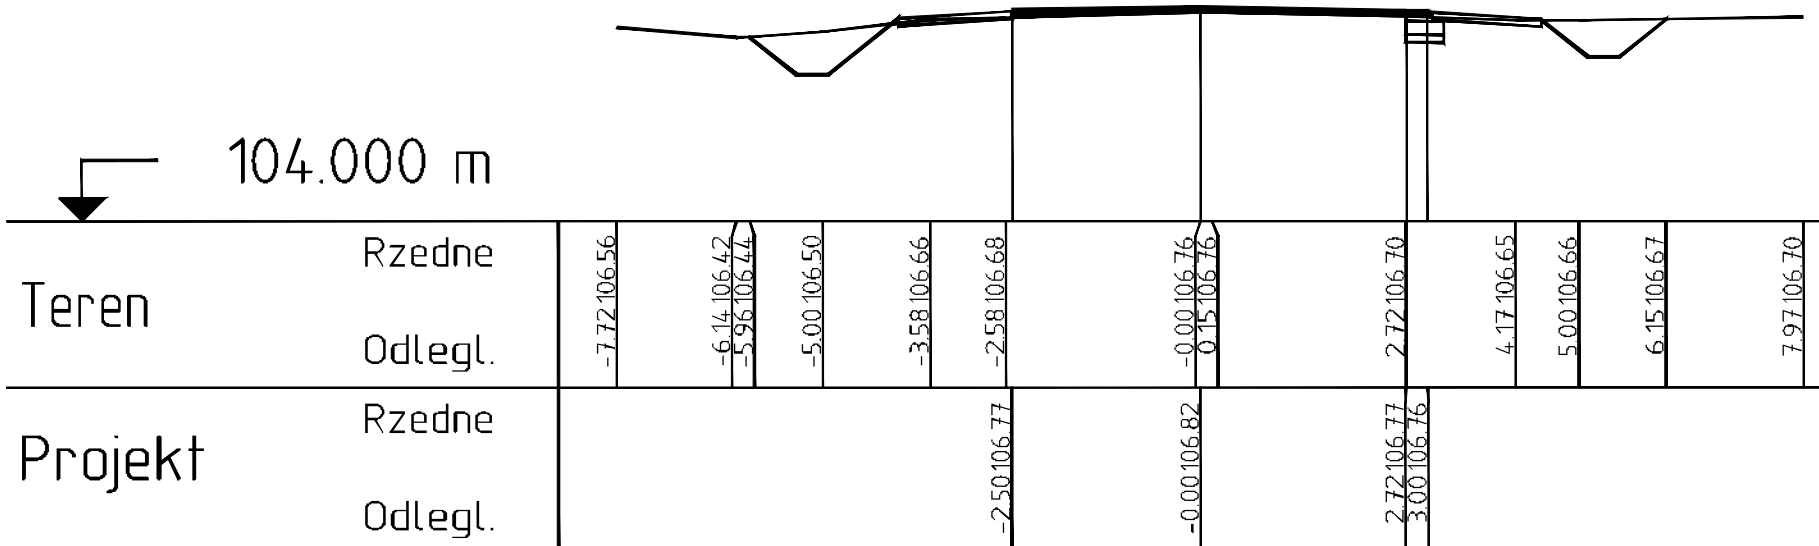 104.000 m
Teren
Rzedne
106.56 106.42 106.44 106.50 106.66 106.68 106.76 106.76 106.70 106.65 106.66 106.67 106.70
Odlegl.
-7.72 -6.14 -5.96 -5.00 -3.58 -2.58 -0.00 0.15 2.72 4.17 5.00 6.15 7.97
Projekt
Rzedne
106.77 106.82 106.77 106.76
Odlegl.
-2.50 -0.00 2.72 3.00